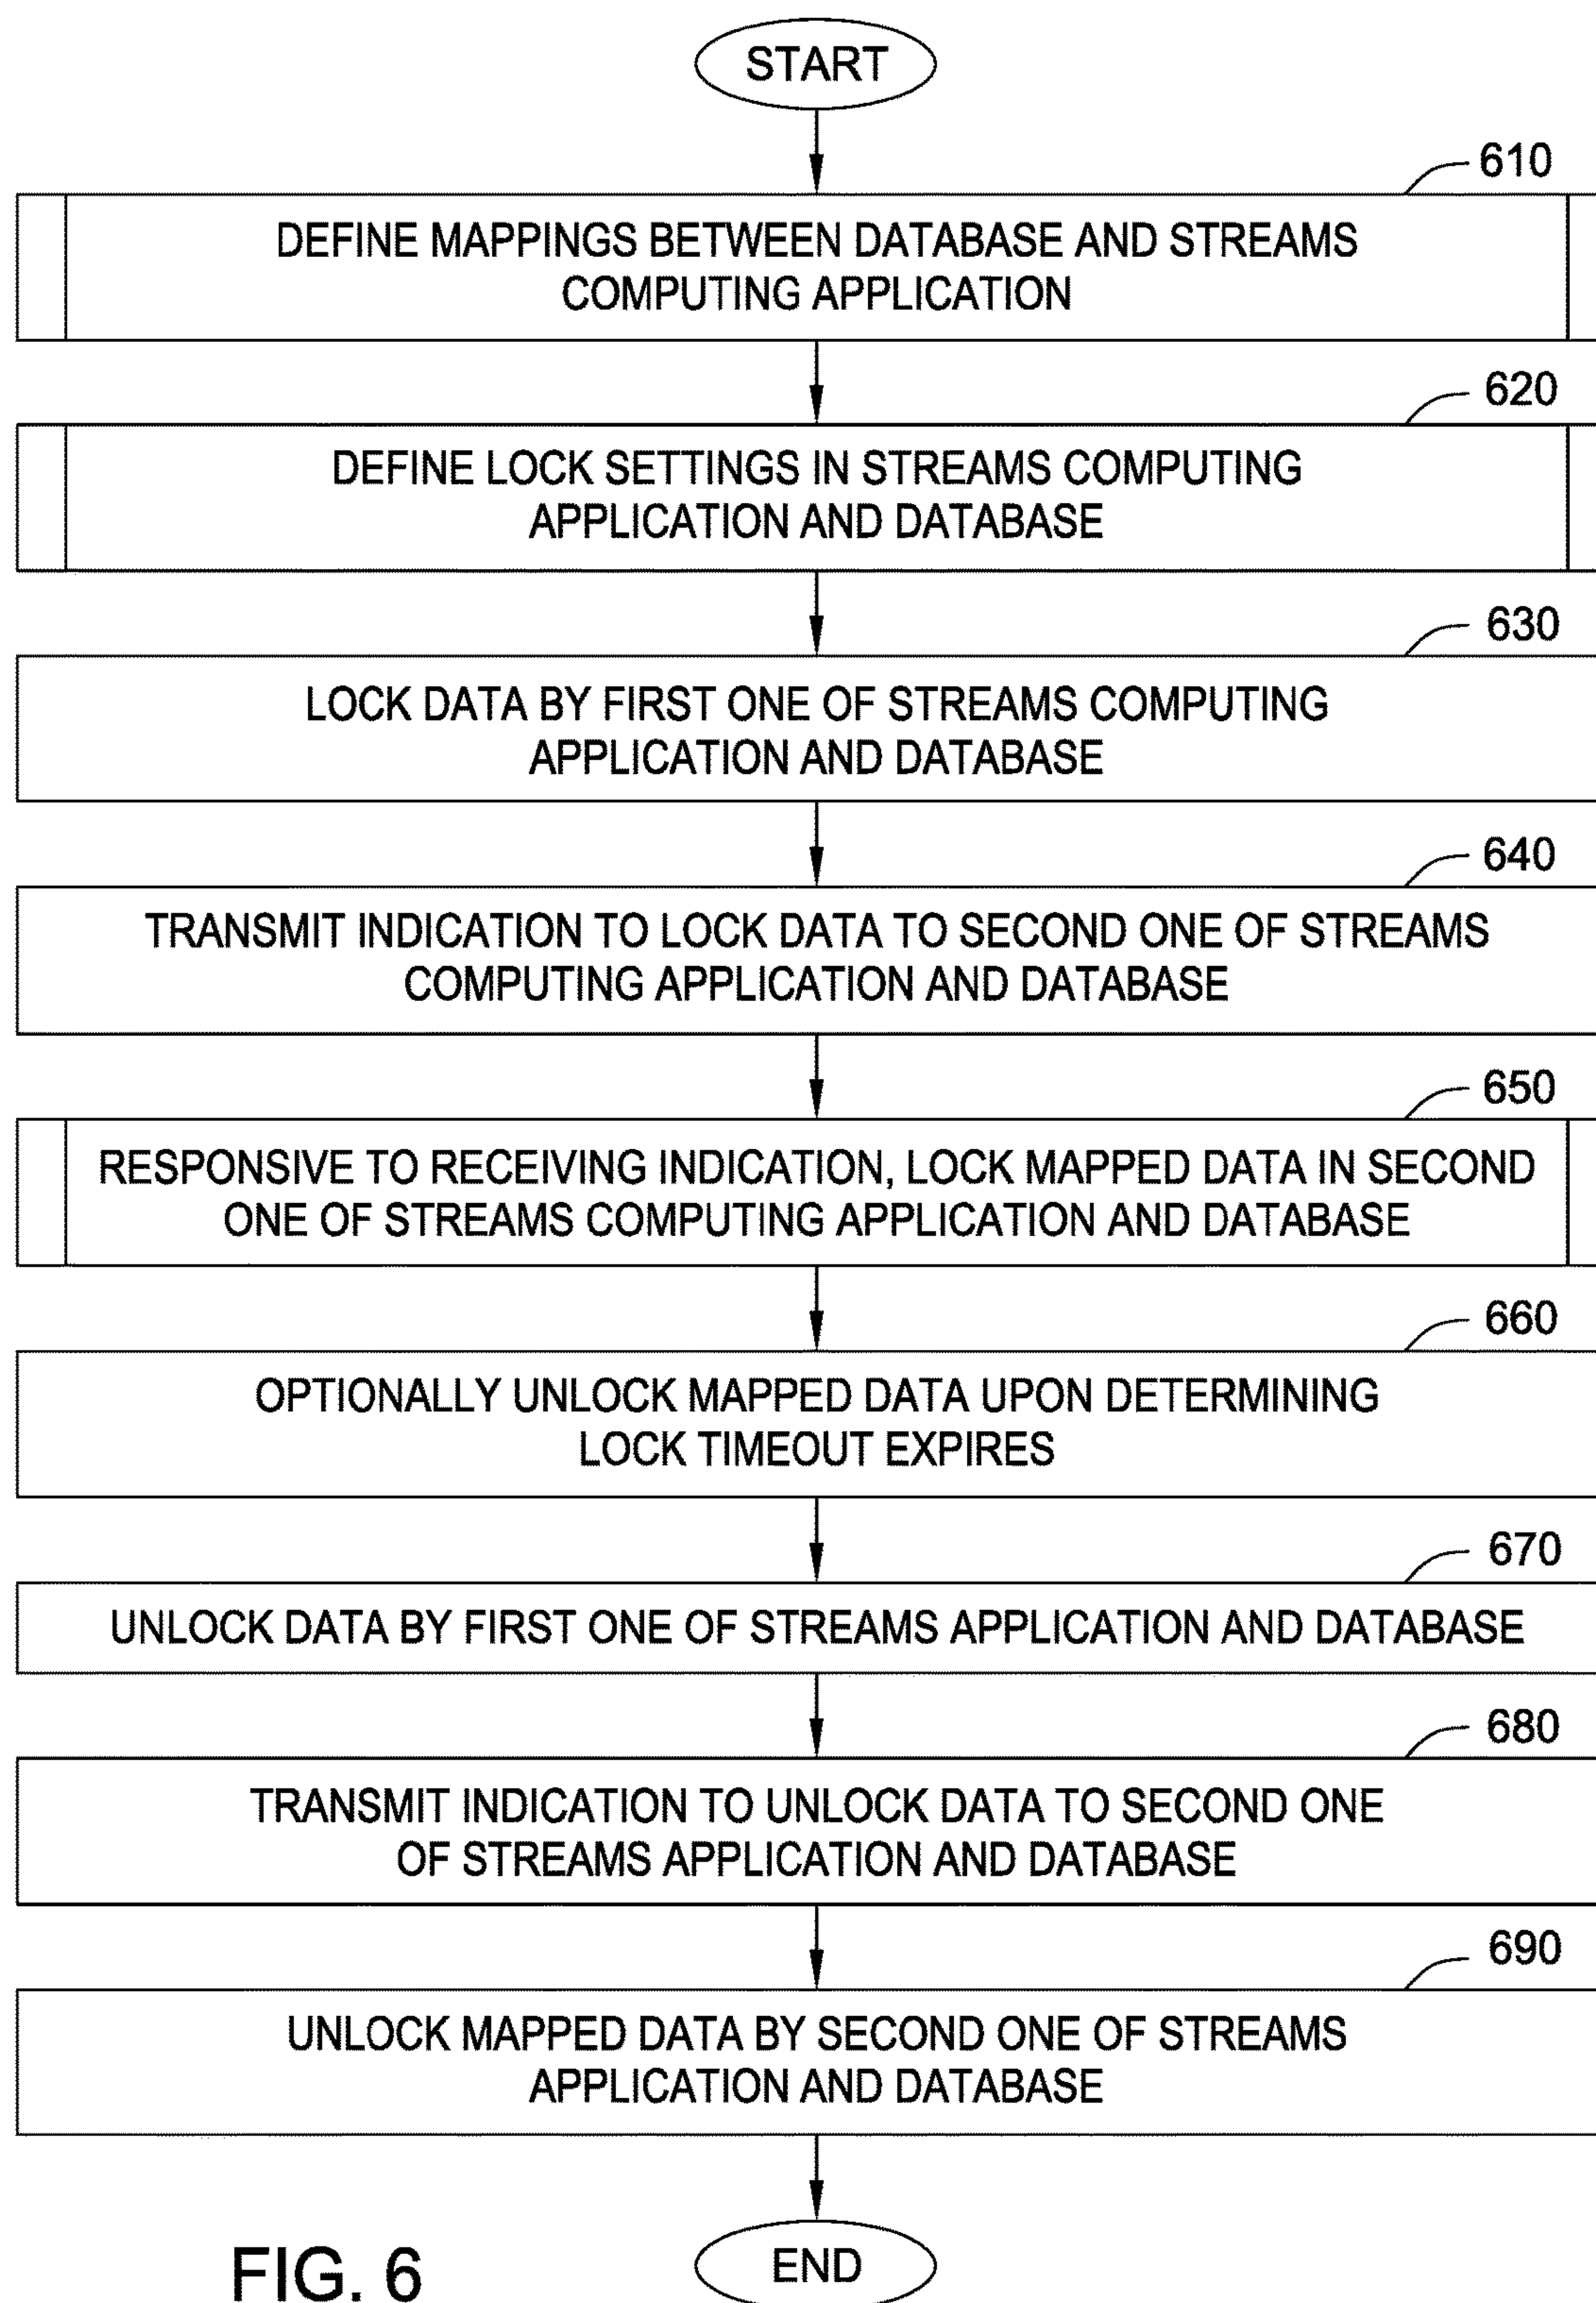 START
610
DEFINE MAPPINGS BETWEEN DATABASE AND STREAMS
COMPUTING APPLICATION
620
DEFINE LOCK SETTINGS IN STREAMS COMPUTING
APPLICATION AND DATABASE
630
LOCK DATA BY FIRST ONE OF STREAMS COMPUTING
APPLICATION AND DATABASE
640
TRANSMIT INDICATION TO LOCK DATA TO SECOND ONE OF STREAMS
COMPUTING APPLICATION AND DATABASE
650
RESPONSIVE TO RECEIVING INDICATION, LOCK MAPPED DATA IN SECOND
ONE OF STREAMS COMPUTING APPLICATION AND DATABASE
660
OPTIONALLY UNLOCK MAPPED DATA UPON DETERMINING
LOCK TIMEOUT EXPIRES
670
UNLOCK DATA BY FIRST ONE OF STREAMS APPLICATION AND DATABASE
680
TRANSMIT INDICATION TO UNLOCK DATA TO SECOND ONE
OF STREAMS APPLICATION AND DATABASE
690
UNLOCK MAPPED DATA BY SECOND ONE OF STREAMS
APPLICATION AND DATABASE
END
FIG. 6